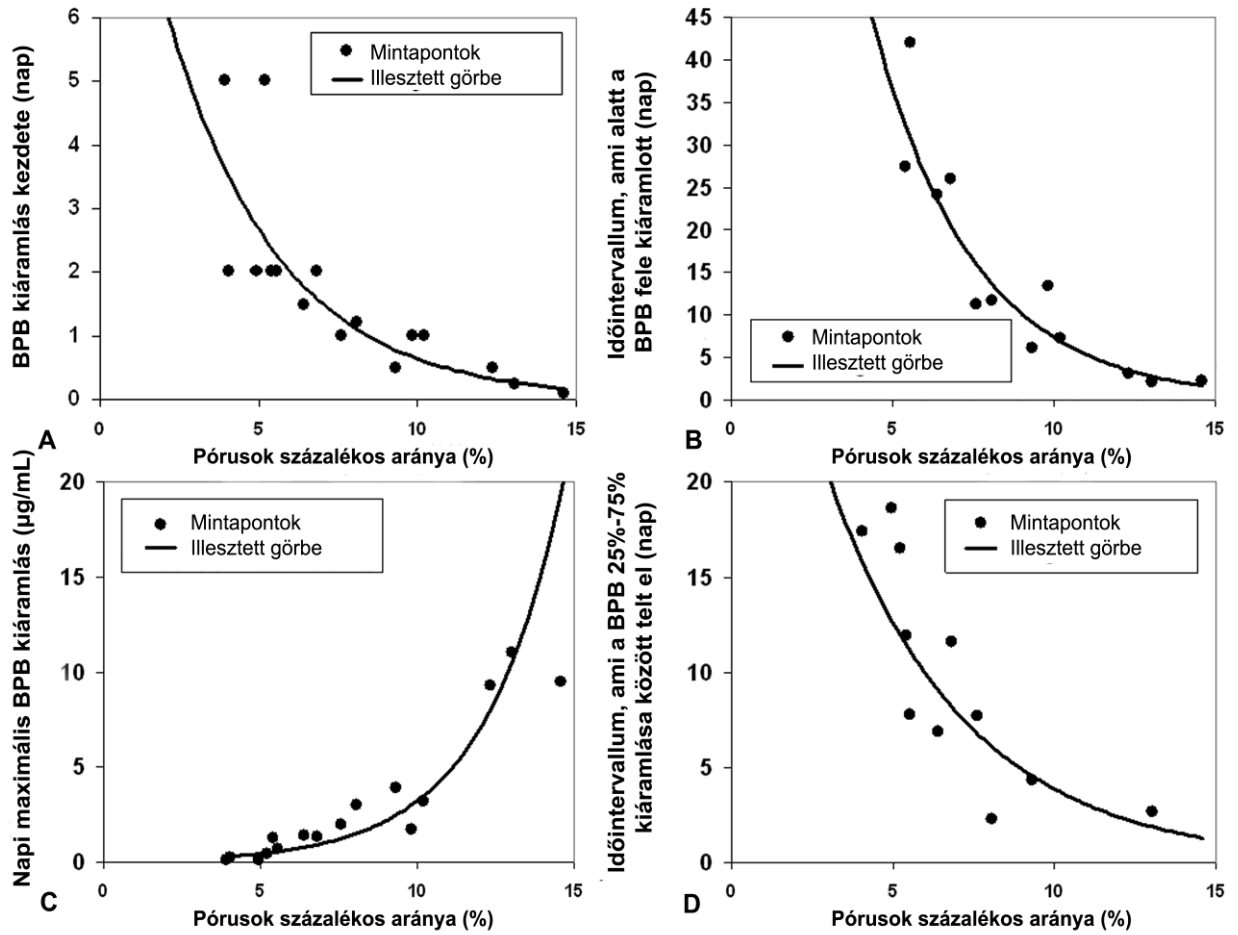 BPB kiáramlás kezdete (nap)
6
5
4
3
2
1
0
Mintapontok
Illesztett görbe
0
5
10
15
A
Pórusok százalékos aránya (%)
Időintervallum, ami alatt a
BPB fele kiáramlott (nap)
45
40
35
30
25
20
15
10
5
0
Mintapontok
Illesztett görbe
0
5
10
15
B
Pórusok százalékos aránya (%)
Napi maximális BPB kiáramlás (µg/mL)
20
15
10
5
0
Mintapontok
Illesztett görbe
0
5
10
15
C
Pórusok százalékos aránya (%)
Időintervallum, ami a BPB 25%-75%
kiáramlása között telt el (nap)
20
15
10
5
0
Mintapontok
Illesztett görbe
0
5
10
15
D
Pórusok százalékos aránya (%)